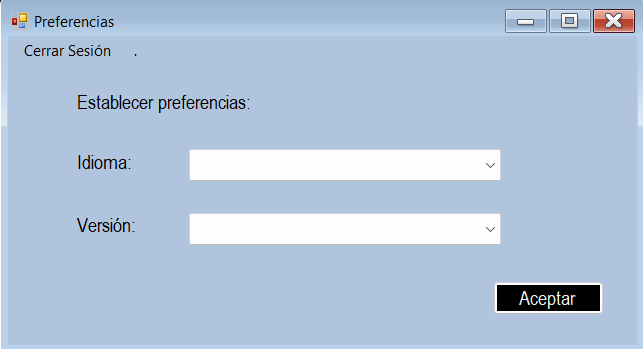 Preferencias
Cerrar Sesión .
Establecer preferencias:
Idioma:
Versión:
Aceptar